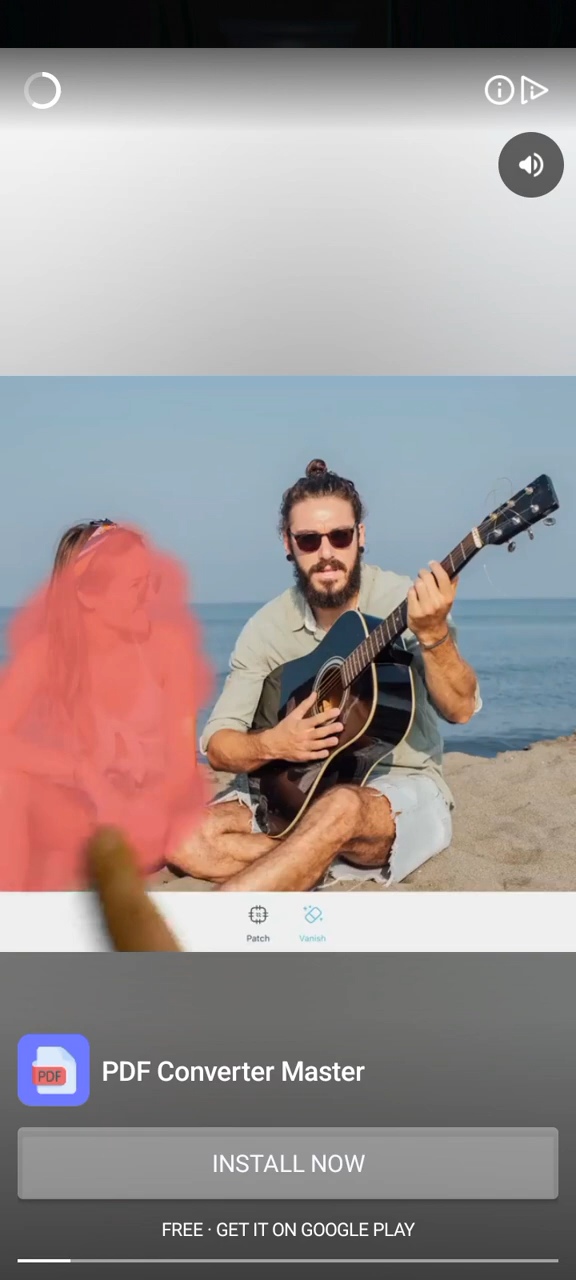 Patch
Vanish
PDF
PDF Converter Master
INSTALL NOW
FREE · GET IT ON GOOGLE PLAY